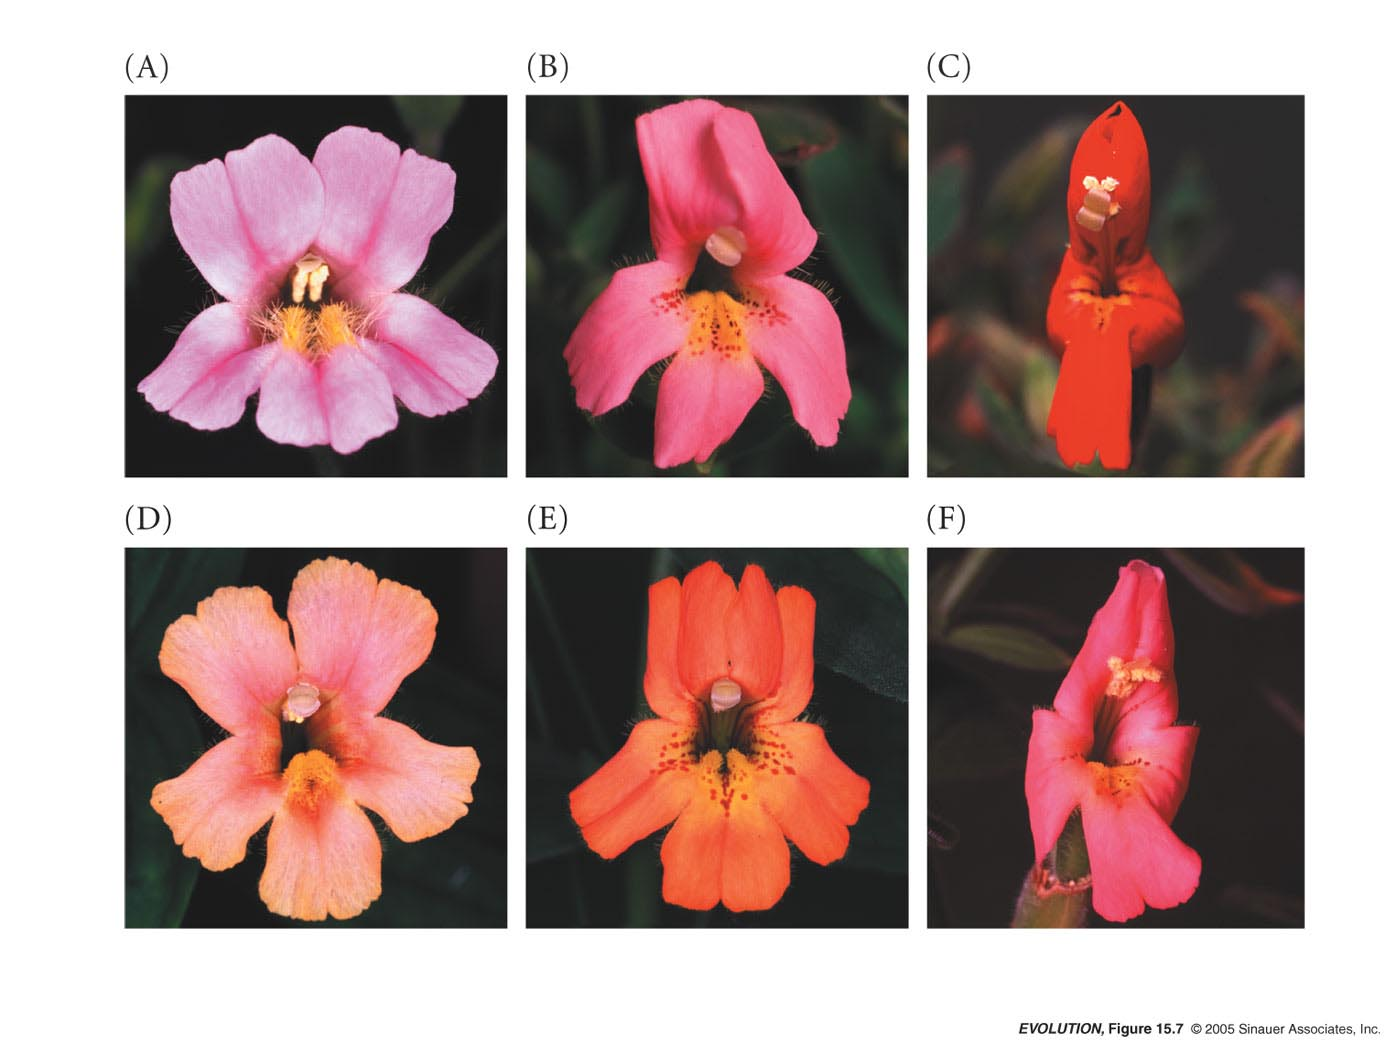 (A)
(B)
(C)
(D)
(E)
(F)
EVOLUTION, Figure 15.7 © 2005 Sinauer Associates, Inc.